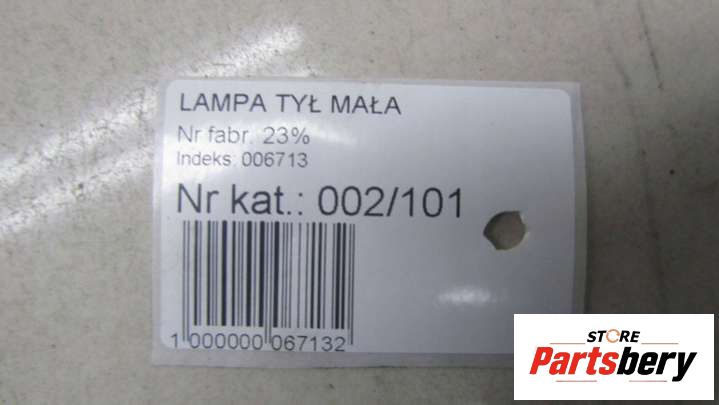 LAMPA TYŁ MAŁA
Nr fabr. 23%
Indeks: 006713
Nr kat.: 002/101
1 000000 067132
STORE
Partsbery